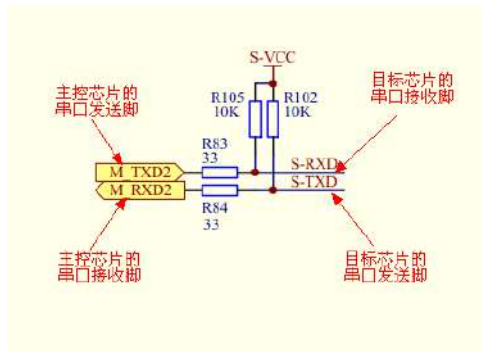 S-VCC
主控芯片的
串口发送脚
目标芯片的
串口接收脚
R105
10K
R102
10K
R83
33
M_TXD2
S-RXD
M_RXD2
S-TXD
R84
33
主控芯片的
串口接收脚
目标芯片的
串口发送脚